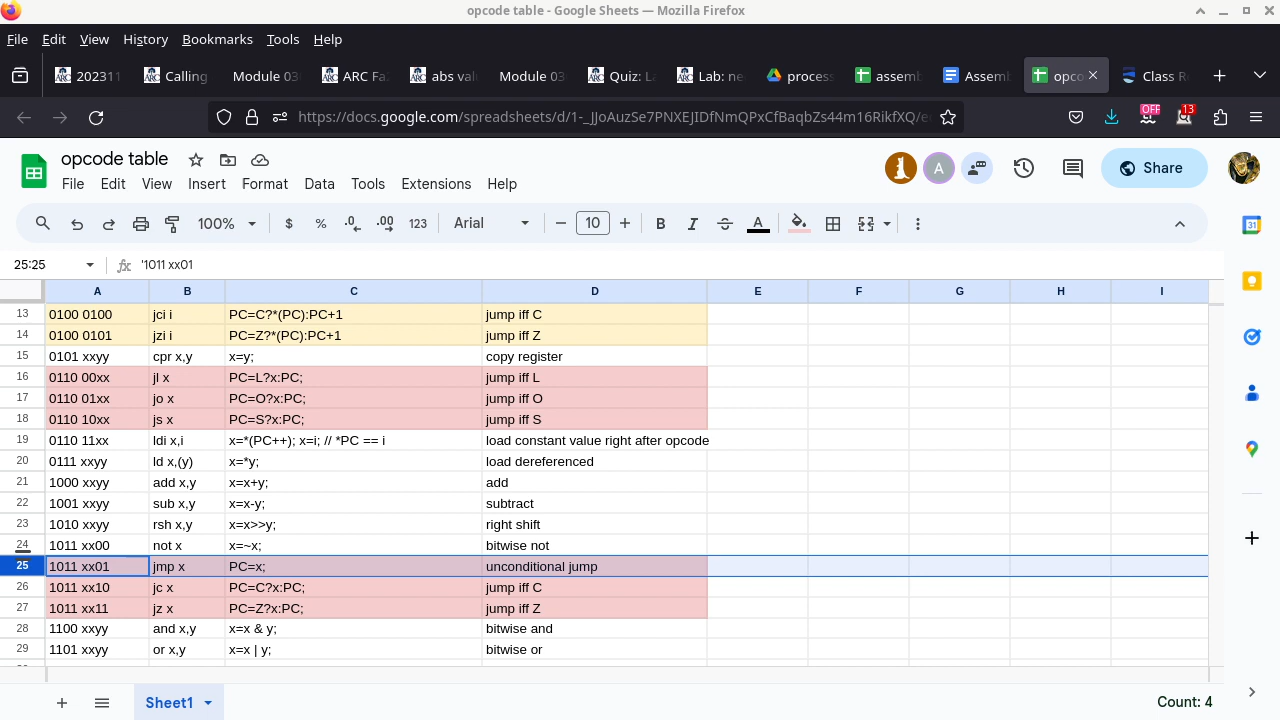 opcode table - Google Sheets — Mozilla Firefox
File Edit View History Bookmarks Tools Help
202311 Calling Module 03 ARC Fa abs val Module 03 Quiz: L Lab: ne process assemb Assem opco Class R
https://docs.google.com/spreadsheets/d/1-_JJoAuzSe7PNXEJIDfNmQPxCfBaqbZs44m16RikfXQ/e OFF 13
opcode table
File Edit View Insert Format Data Tools Extensions Help
A Share
100% $ % .0 .00 123 Arial 10 B I S A
31
25:25 fx '1011 xx01
A B C D E F G H I
13 0100 0100 jci i PC=C?*(PC):PC+1 jump iff C
14 0100 0101 jzi i PC=Z?*(PC):PC+1 jump iff Z
15 0101 xxyy cpr x,y x=y; copy register
16 0110 00xx jl x PC=L?x:PC; jump iff L
17 0110 01xx jo x PC=O?x:PC; jump iff O
18 0110 10xx js x PC=S?x:PC; jump iff S
19 0110 11xx ldi x,i x=*(PC++); x=i; // *PC == i load constant value right after opcode
20 0111 xxyy ld x,(y) x=*y; load dereferenced
21 1000 xxyy add x,y x=x+y; add
22 1001 xxyy sub x,y x=x-y; subtract
23 1010 xxyy rsh x,y x=x>>y; right shift
24 1011 xx00 not x x=~x; bitwise not
25 1011 xx01 jmp x PC=x; unconditional jump
26 1011 xx10 jc x PC=C?x:PC; jump iff C
27 1011 xx11 jz x PC=Z?x:PC; jump iff Z
28 1100 xxyy and x,y x=x & y; bitwise and
29 1101 xxyy or x,y x=x | y; bitwise or
Sheet1 Count: 4